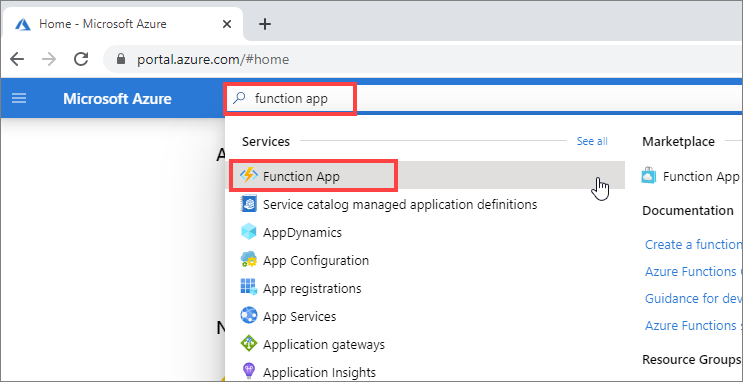 Home - Microsoft Azure
portal.azure.com/#home
Microsoft Azure
function app
Services
See all
Function App
Service catalog managed application definitions
AppDynamics
App Configuration
App registrations
App Services
Application gateways
Application Insights
Marketplace
Function App
Documentation
Create a function
Azure Functions
Guidance for dev
Azure Functions s
Resource Groups
A
N